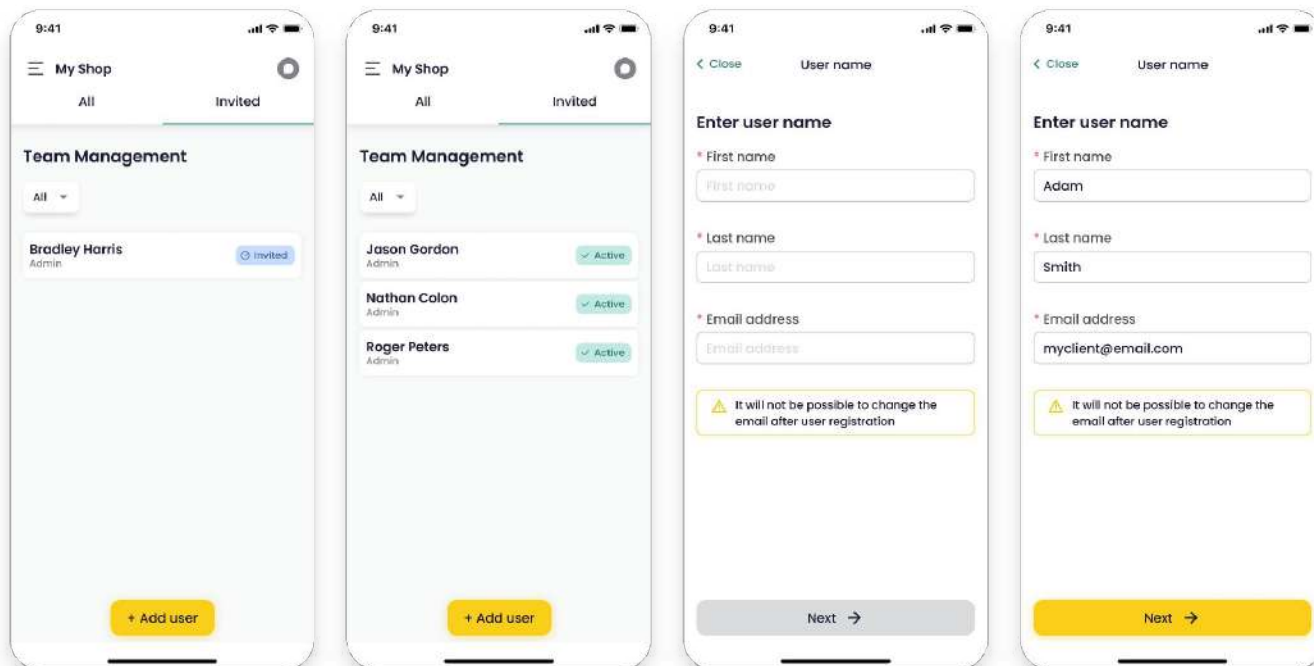 9:41
My Shop
All Invited
Team Management
All
Bradley Harris
Admin
Invited
+ Add user
9:41
My Shop
All Invited
Team Management
All
Jason Gordon
Admin
Active
Nathan Colon
Admin
Active
Roger Peters
Admin
Active
+ Add user
9:41
Close User name
Enter user name
* First name
First name
* Last name
Last name
* Email address
Email address
It will not be possible to change the
email after user registration
Next →
9:41
Close User name
Enter user name
* First name
Adam
* Last name
Smith
* Email address
myclient@email.com
It will not be possible to change the
email after user registration
Next →